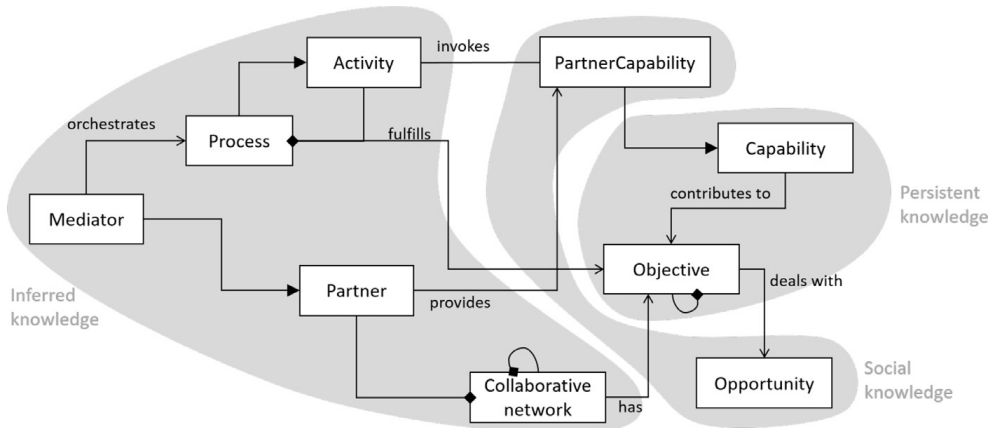 Activity
invokes
PartnerCapability
orchestrates
Process
fulfills
Capability
contributes to
Persistent
knowledge
Mediator
Objective
deals with
Inferred
knowledge
Partner
provides
Collaborative
network
has
Opportunity
Social
knowledge